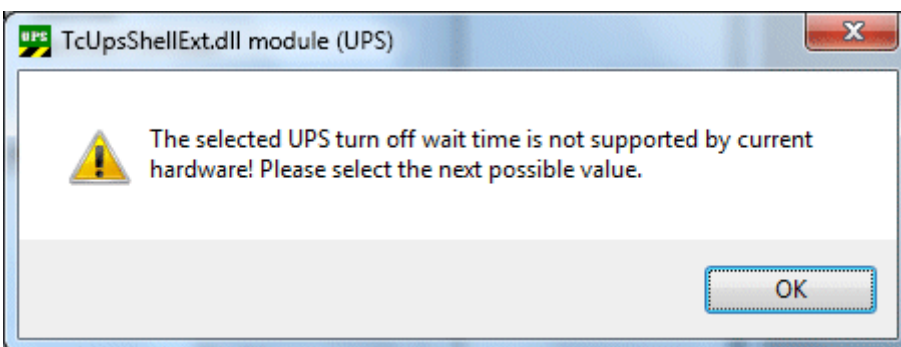 UPS TcUpsShellExt.dll module (UPS)
The selected UPS turn off wait time is not supported by current
hardware! Please select the next possible value.
OK